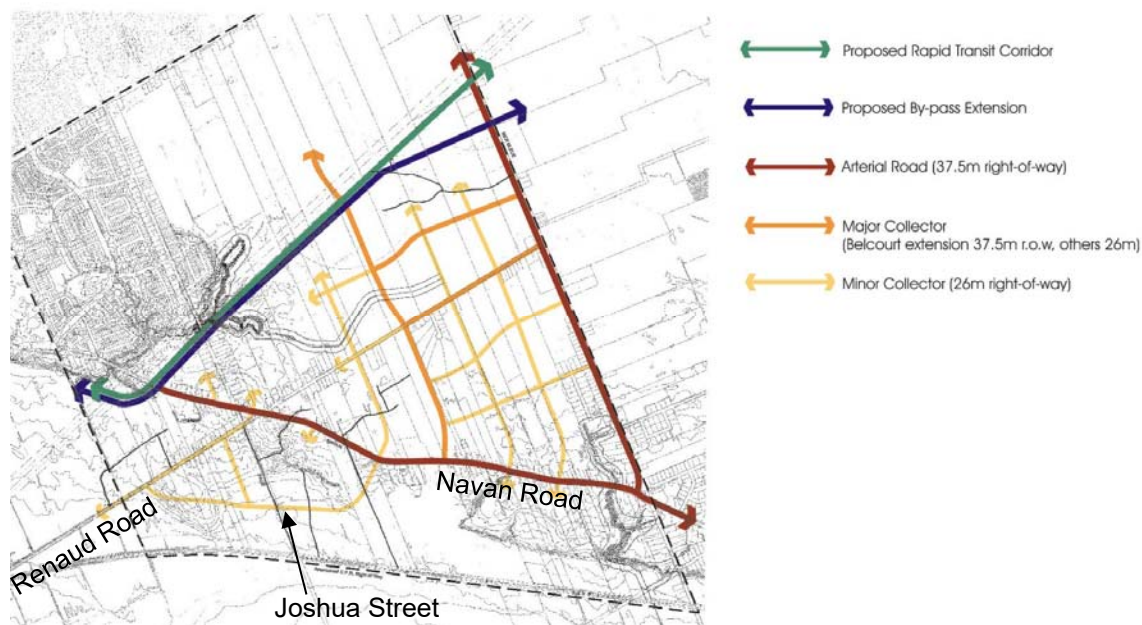 Proposed Rapid Transit Corridor
Proposed By-pass Extension
Arterial Road (37.5m right-of-way)
Major Collector
(Belcourt extension 37.5m r.o.w, others 26m)
Minor Collector (26m right-of-way)
Navan Road
Renaud Road
Joshua Street